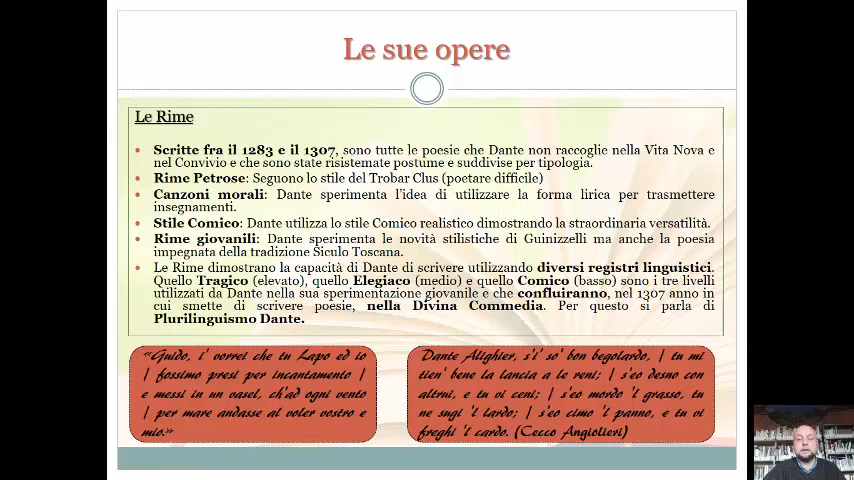 Le sue opere
Le Rime
• Scritte fra il 1283 e il 1307, sono tutte le poesie che Dante non raccoglie nella Vita Nova e
nel Convivio e che sono state risistemate postume e suddivise per tipologia.
• Rime Petrose: Seguono lo stile del Trobar Clus (poetare difficile)
• Canzoni morali: Dante sperimenta l'idea di utilizzare la forma lirica per trasmettere
insegnamenti.
• Stile Comico: Dante utilizza lo stile Comico realistico dimostrando la straordinaria versatilità.
• Rime giovanili: Dante sperimenta le novità stilistiche di Guinizzelli ma anche la poesia
impegnata della tradizione Siculo Toscana.
• Le Rime dimostrano la capacità di Dante di scrivere utilizzando diversi registri linguistici.
Quello Tragico (elevato), quello Elegiaco (medio) e quello Comico (basso) sono i tre livelli
utilizzati da Dante nella sua sperimentazione giovanile e che confluiranno, nel 1307 anno in
cui smette di scrivere poesie, nella Divina Commedia. Per questo si parla di
Plurilinguismo Dante.
«Guido, i' vorrei che tu Lapo ed io
| fossimo presi per incantamento |
e messi in un vasel, ch'ad ogni vento
| per mare andasse al voler vostro e
mio.»
Dante Alighier, s'i' so' bon begolardo, | tu mi
tien' bene la lancia a le reni; | s'eo desno con
altrui, e tu vi ceni; | s'eo mordo 'l grasso, tu
ne sugi 'l lardo; | s'eo cimo 'l panno, e tu vi
freghi 'l cardo. (Cecco Angiolieri)